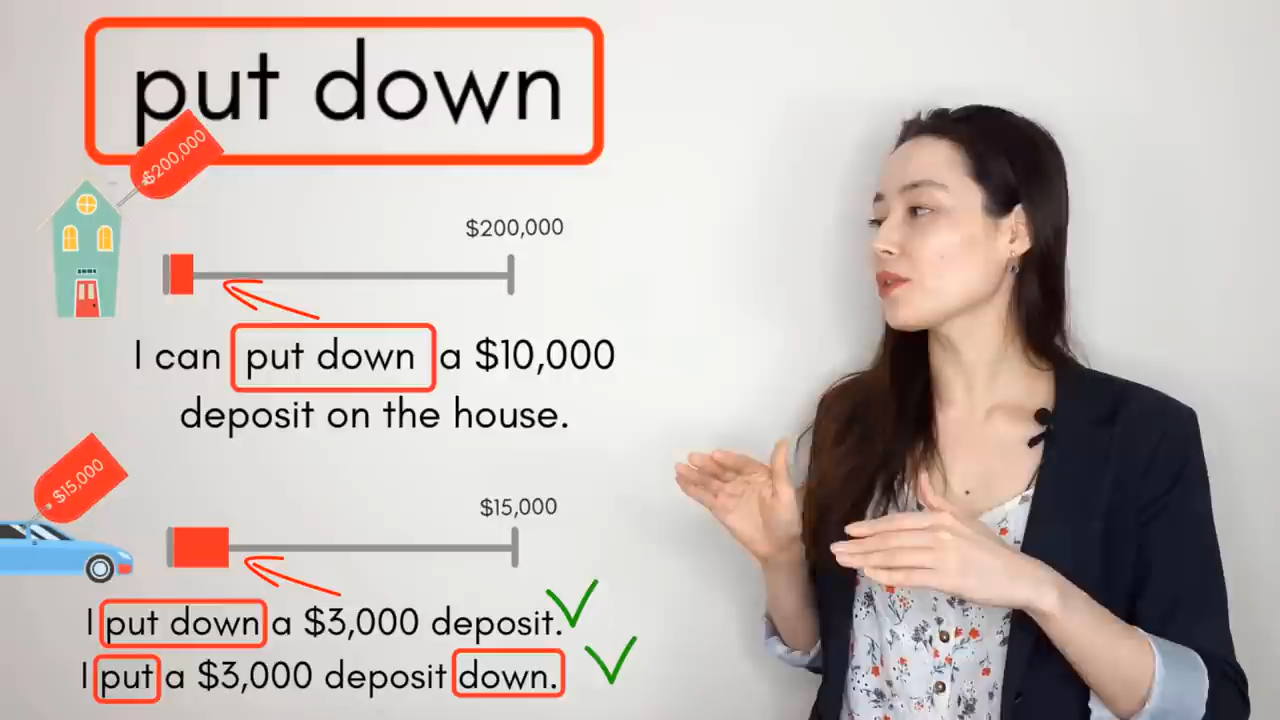 put down
$200,000
$200,000
I can put down a $10,000
deposit on the house.
$15,000
$15,000
I put down a $3,000 deposit.
I put a $3,000 deposit down.